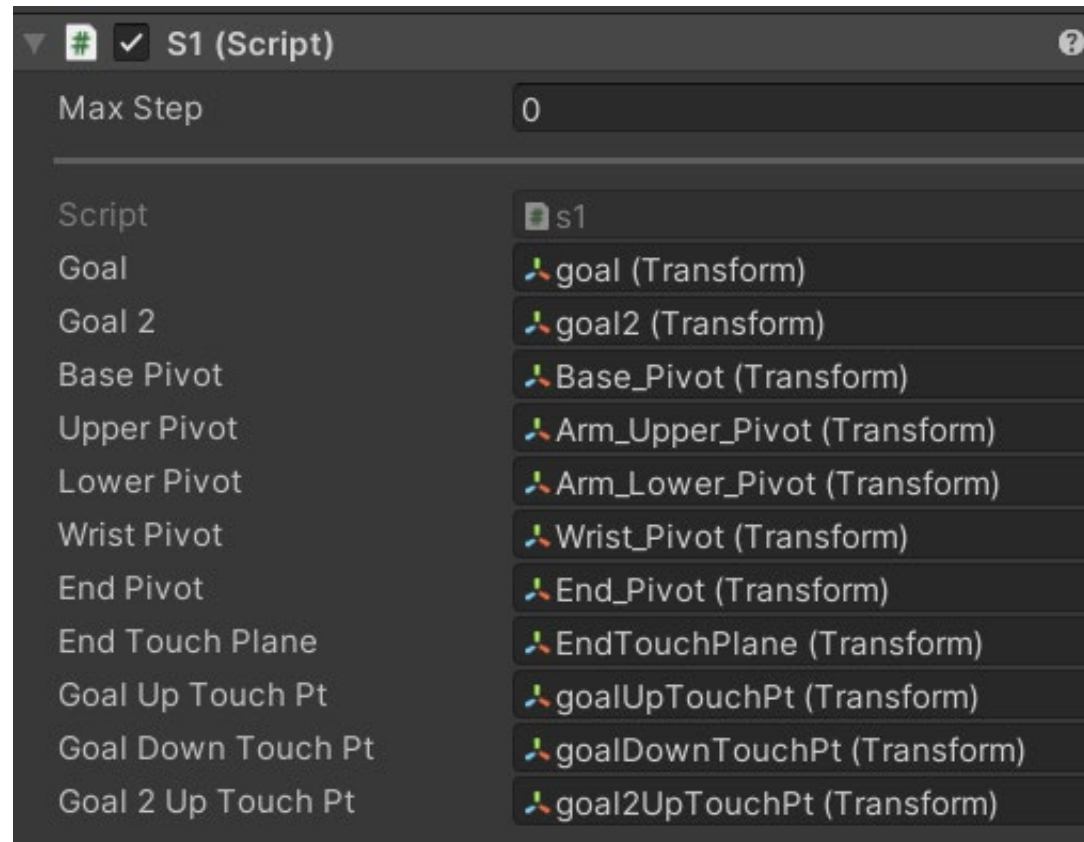 # S1 (Script) ?
Max Step 0
Script # s1
Goal goal (Transform)
Goal 2 goal2 (Transform)
Base Pivot Base_Pivot (Transform)
Upper Pivot Arm_Upper_Pivot (Transform)
Lower Pivot Arm_Lower_Pivot (Transform)
Wrist Pivot Wrist_Pivot (Transform)
End Pivot End_Pivot (Transform)
End Touch Plane EndTouchPlane (Transform)
Goal Up Touch Pt goalUpTouchPt (Transform)
Goal Down Touch Pt goalDownTouchPt (Transform)
Goal 2 Up Touch Pt goal2UpTouchPt (Transform)